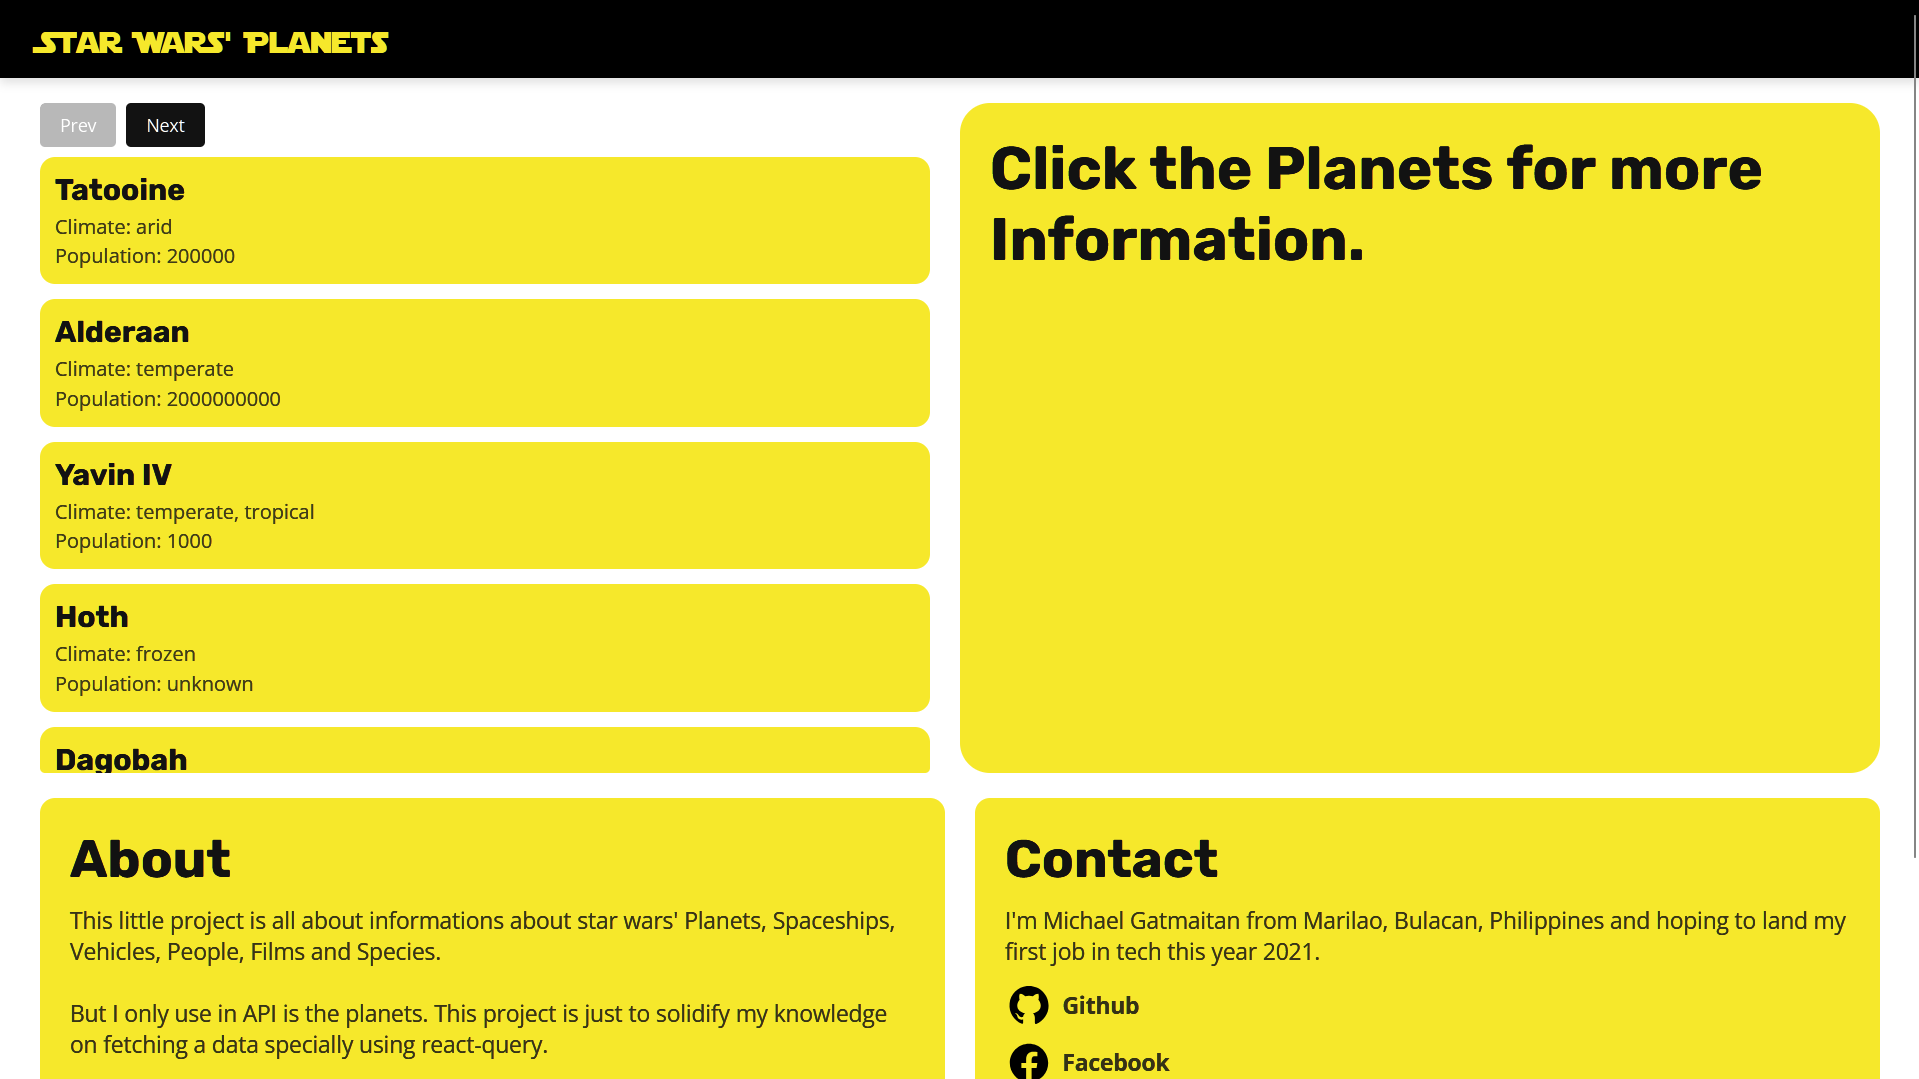 STAR WARS' PLANETS
Prev
Next
Tatooine
Climate: arid
Population: 200000
Alderaan
Climate: temperate
Population: 2000000000
Yavin IV
Climate: temperate, tropical
Population: 1000
Hoth
Climate: frozen
Population: unknown
Dagobah
Click the Planets for more
Information.
About
This little project is all about informations about star wars' Planets, Spaceships,
Vehicles, People, Films and Species.
But I only use in API is the planets. This project is just to solidify my knowledge
on fetching a data specially using react-query.
Contact
I'm Michael Gatmaitan from Marilao, Bulacan, Philippines and hoping to land my
first job in tech this year 2021.
Github
Facebook